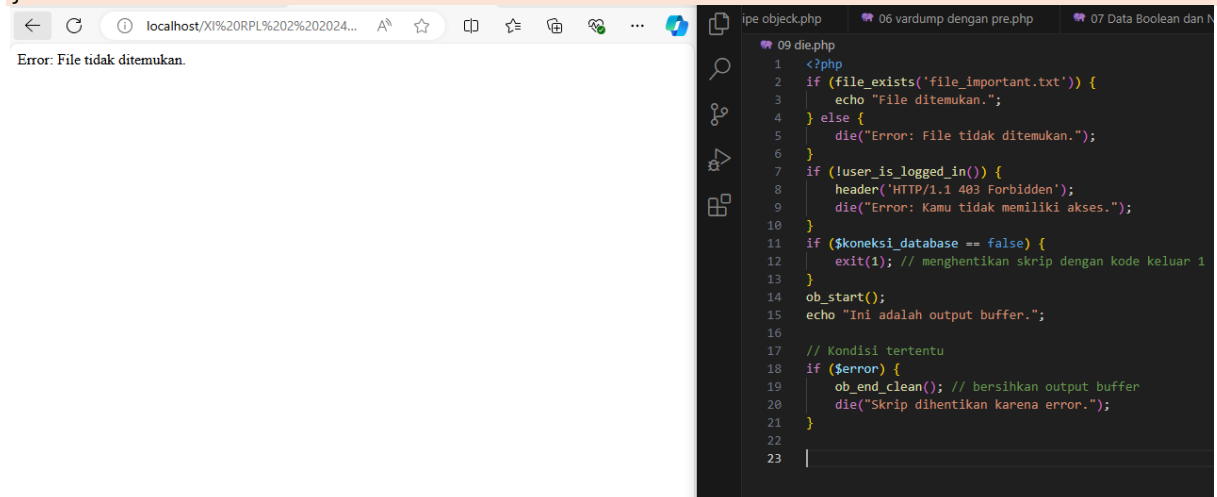 localhost/XI%20RPL%202%202024...
Error: File tidak ditemukan.
ipe objeck.php
06 vardump dengan pre.php
07 Data Boolean dan N
09 die.php
1 <?php
2 if (file_exists('file_important.txt')) {
3 echo "File ditemukan.";
4 } else {
5 die("Error: File tidak ditemukan.");
6 }
7 if (!user_is_logged_in()) {
8 header('HTTP/1.1 403 Forbidden');
9 die("Error: Kamu tidak memiliki akses.");
10 }
11 if ($koneksi_database == false) {
12 exit(1); // menghentikan skrip dengan kode keluar 1
13 }
14 ob_start();
15 echo "Ini adalah output buffer.";
16
17 // Kondisi tertentu
18 if ($error) {
19 ob_end_clean(); // bersihkan output buffer
20 die("Skrip dihentikan karena error.");
21 }
22
23